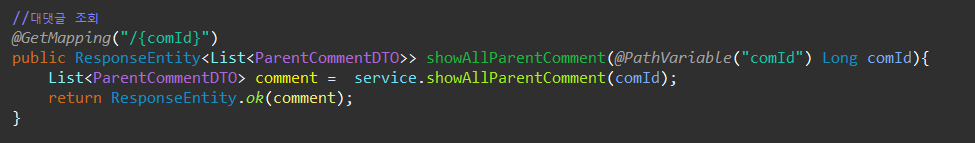 //대댓글 조회
@GetMapping("/{comId}")
public ResponseEntity<List<ParentCommentDTO>> showAllParentComment(@PathVariable("comId") Long comId){
    List<ParentCommentDTO> comment =  service.showAllParentComment(comId);
    return ResponseEntity.ok(comment);
}